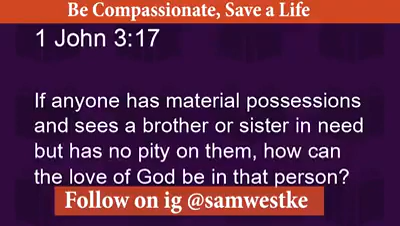 Be Compassionate, Save a Life
1 John 3:17
If anyone has material possessions
and sees a brother or sister in need
but has no pity on them, how can
the love of God be in that person?
Follow on ig @samwestke